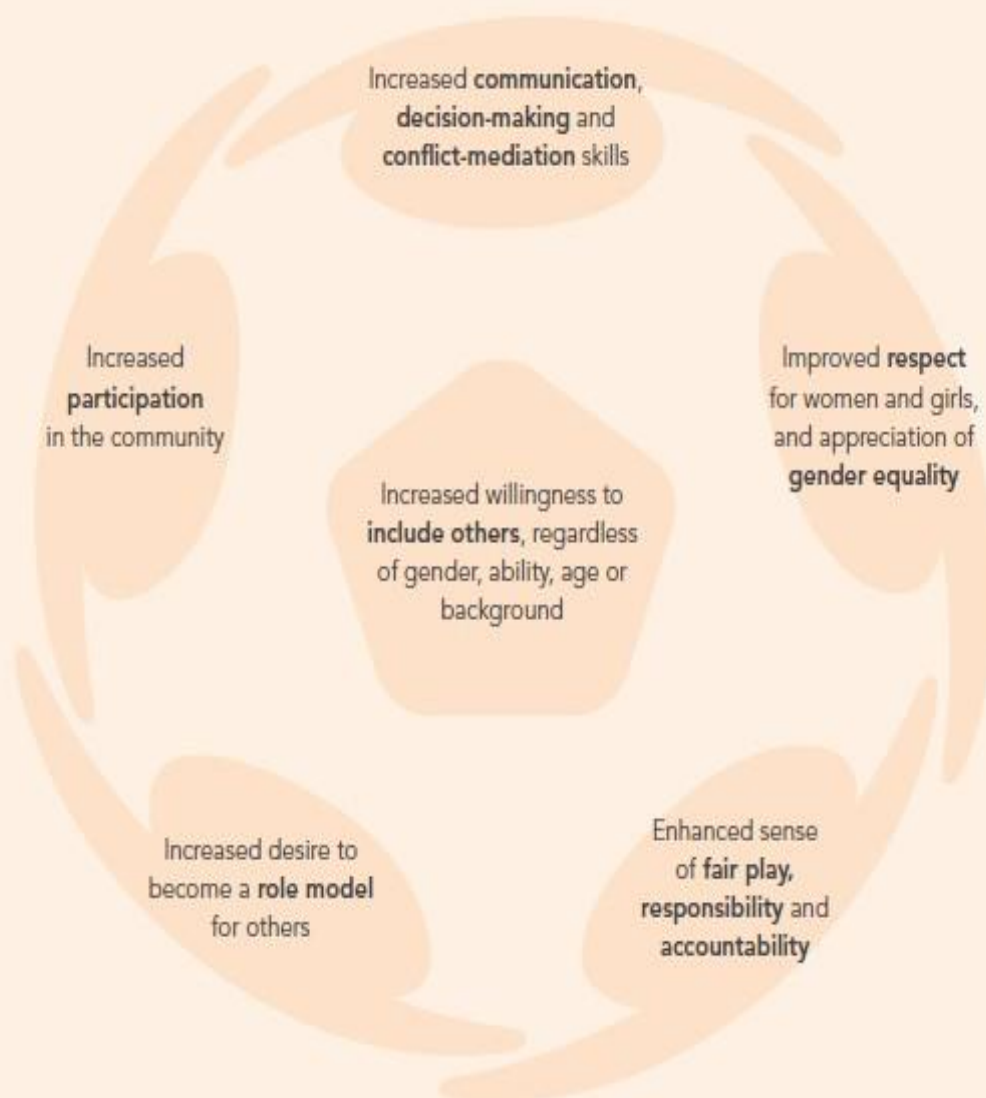 Increased communication,
decision-making and
conflict-mediation skills
Increased
participation
in the community
Improved respect
for women and girls,
and appreciation of
gender equality
Increased willingness to
include others, regardless
of gender, ability, age or
background
Increased desire to
become a role model
for others
Enhanced sense
of fair play,
responsibility and
accountability